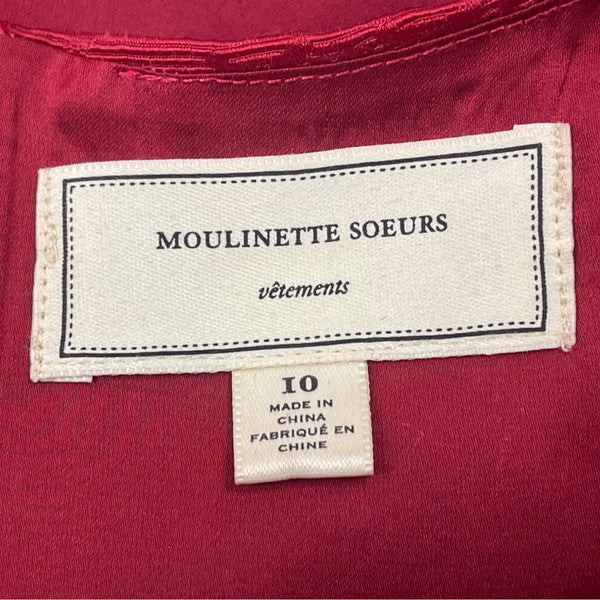 MOULINETTE SOEURS
vêtements
10
MADE IN
CHINA
FABRIQUÉ EN
CHINE